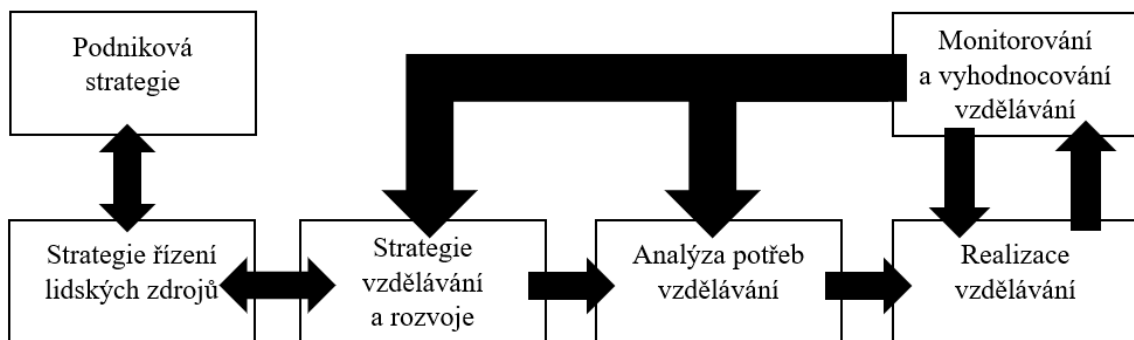 Podniková
strategie
Monitorování
a vyhodnocování
vzdělávání
Strategie řízení
lidských zdrojů
Strategie
vzdělávání
a rozvoje
Analýza potřeb
vzdělávání
Realizace
vzdělávání